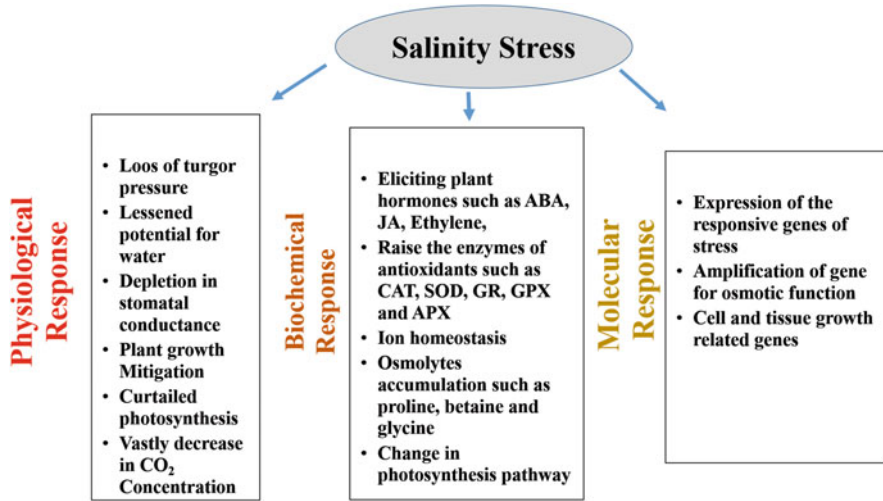 Salinity Stress
Physiological
Response
• Loos of turgor
pressure
• Lessened
potential for
water
• Depletion in
stomatal
conductance
• Plant growth
Mitigation
• Curtailed
photosynthesis
• Vastly decrease
in CO₂
Concentration
Biochemical
Response
• Eliciting plant
hormones such as ABA,
JA, Ethylene,
• Raise the enzymes of
antioxidants such as
CAT, SOD, GR, GPX
and APX
• Ion homeostasis
• Osmolytes
accumulation such as
proline, betaine and
glycine
• Change in
photosynthesis pathway
Molecular
Response
• Expression of the
responsive genes of
stress
• Amplification of gene
for osmotic function
• Cell and tissue growth
related genes